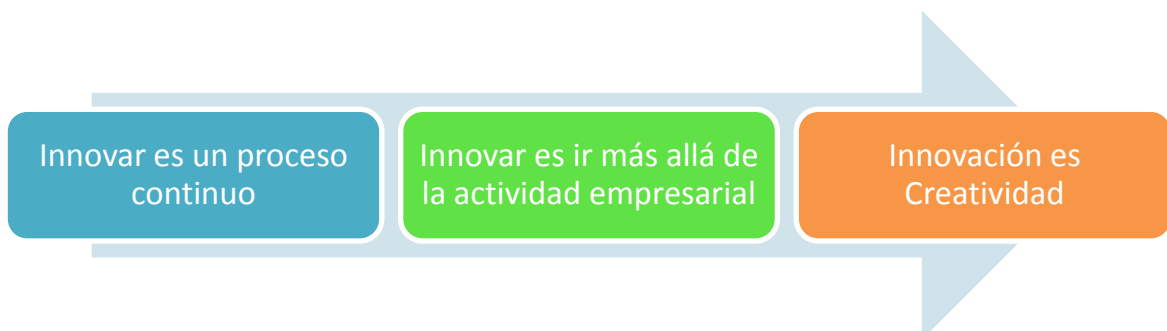 Innovar es un proceso
continuo
Innovar es ir más allá de
la actividad empresarial
Innovación es
Creatividad